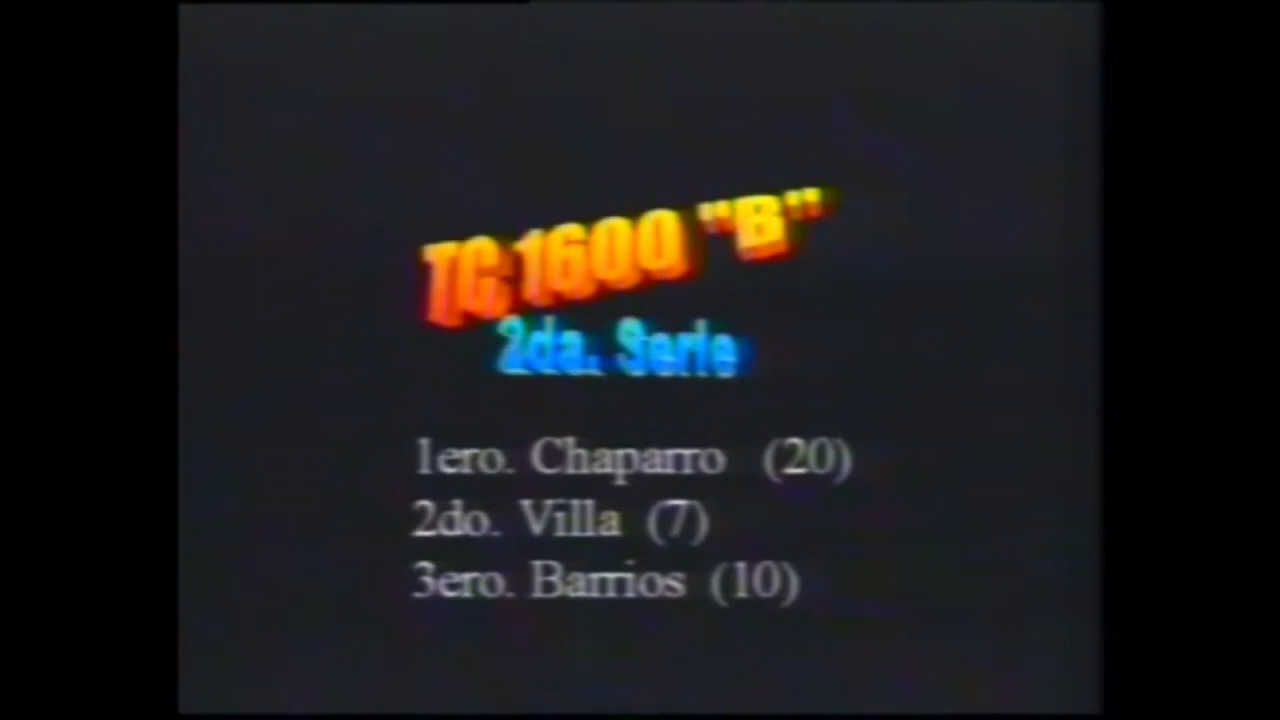 TC 1600 "B"
2da. Serie
1ero. Chaparro (20)
2do. Villa (7)
3ero. Barrios (10)